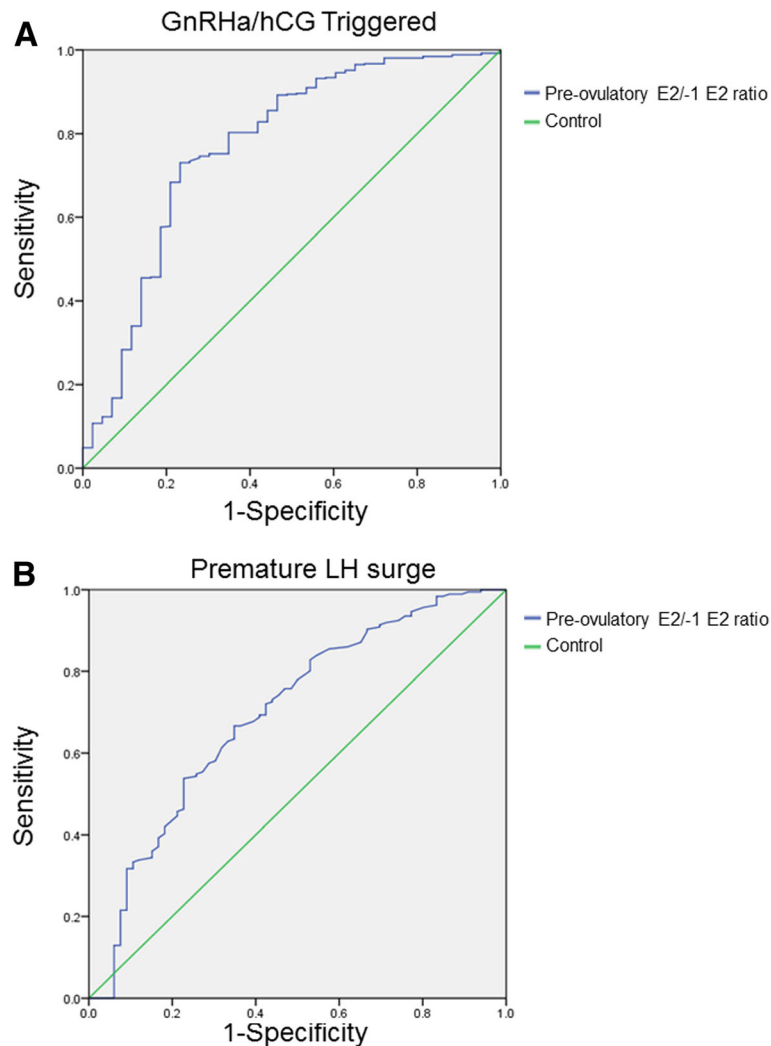 A
GnRHa/hCG Triggered
1.0
0.8
0.6
0.4
0.2
0.0
Sensitivity
0.0 0.2 0.4 0.6 0.8 1.0
1-Specificity
Pre-ovulatory E2/-1 E2 ratio
Control
B
Premature LH surge
1.0
0.8
0.6
0.4
0.2
0.0
Sensitivity
0.0 0.2 0.4 0.6 0.8 1.0
1-Specificity
Pre-ovulatory E2/-1 E2 ratio
Control